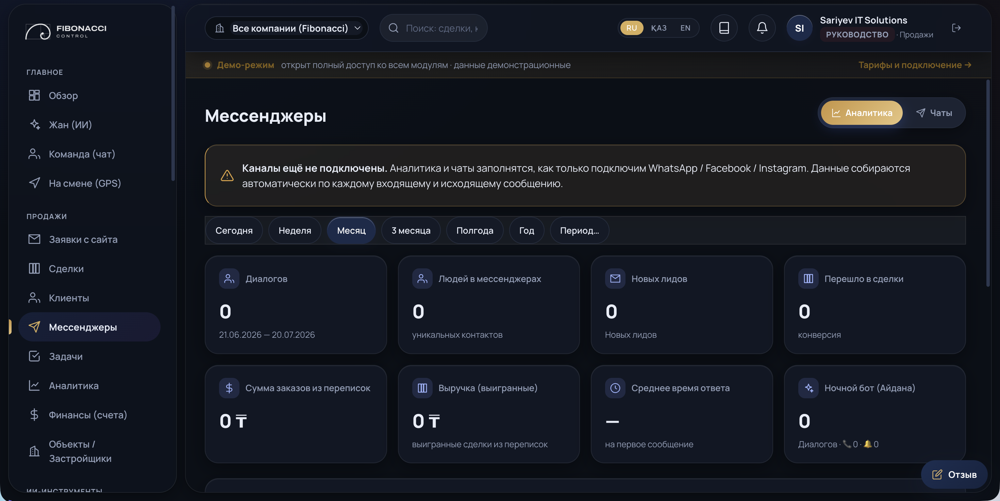 FIBONACCI
CONTROL
ГЛАВНОЕ
Обзор
Жан (ИИ)
Команда (чат)
На смене (GPS)
ПРОДАЖИ
Заявки с сайта
Сделки
Клиенты
Мессенджеры
Задачи
Аналитика
Финансы (счета)
Объекты /
Застройщики
ИИ-ИНСТРУМЕНТЫ
Все компании (Fibonacci)
Поиск: сделки, к
RU ҚАЗ EN
SI
Sariyev IT Solutions
РУКОВОДСТВО · Продажи
Демо-режим открыт полный доступ ко всем модулям · данные демонстрационные
Тарифы и подключение →
Мессенджеры
Аналитика Чаты
Каналы ещё не подключены. Аналитика и чаты заполнятся, как только подключим WhatsApp / Facebook / Instagram. Данные собираются
автоматически по каждому входящему и исходящему сообщению.
Сегодня Неделя Месяц 3 месяца Полгода Год Период...
Диалогов
0
21.06.2026 — 20.07.2026
Людей в мессенджерах
0
уникальных контактов
Новых лидов
0
Новых лидов
Перешло в сделки
0
конверсия
Сумма заказов из переписок
0 ₸
Выручка (выигранные)
0 ₸
выигранные сделки из переписок
Среднее время ответа
—
на первое сообщение
Ночной бот (Айдана)
0
Диалогов · 📞 0 · 🔔 0
Отзыв